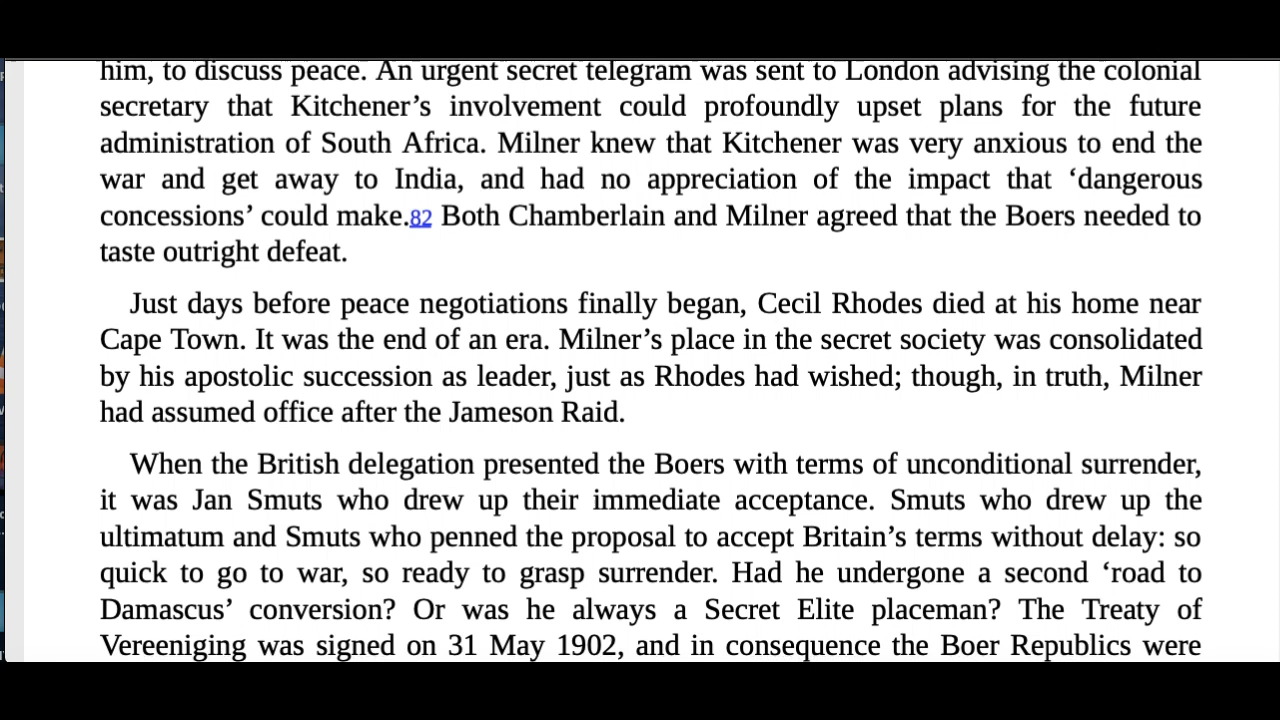 him, to discuss peace. An urgent secret telegram was sent to London advising the colonial
secretary that Kitchener’s involvement could profoundly upset plans for the future
administration of South Africa. Milner knew that Kitchener was very anxious to end the
war and get away to India, and had no appreciation of the impact that ‘dangerous
concessions’ could make.82 Both Chamberlain and Milner agreed that the Boers needed to
taste outright defeat.
Just days before peace negotiations finally began, Cecil Rhodes died at his home near
Cape Town. It was the end of an era. Milner’s place in the secret society was consolidated
by his apostolic succession as leader, just as Rhodes had wished; though, in truth, Milner
had assumed office after the Jameson Raid.
When the British delegation presented the Boers with terms of unconditional surrender,
it was Jan Smuts who drew up their immediate acceptance. Smuts who drew up the
ultimatum and Smuts who penned the proposal to accept Britain’s terms without delay: so
quick to go to war, so ready to grasp surrender. Had he undergone a second ‘road to
Damascus’ conversion? Or was he always a Secret Elite placeman? The Treaty of
Vereeniging was signed on 31 May 1902, and in consequence the Boer Republics were